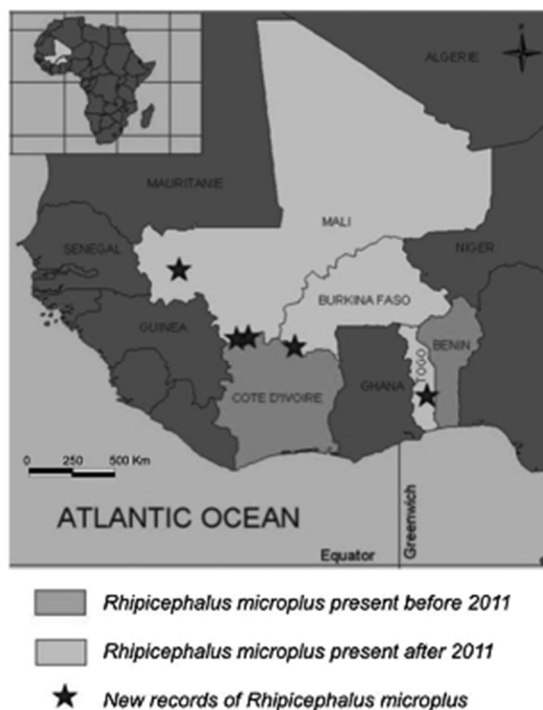 N
ALGERIE
MAURITANIE
MALI
SENEGAL
NIGER
BURKINA FASO
GUINEA
BENIN
TOGO
COTE D'IVOIRE
GHANA
0 250 500 Km
ATLANTIC OCEAN
Greenwich
Equator
Rhipicephalus microplus present before 2011
Rhipicephalus microplus present after 2011
New records of Rhipicephalus microplus